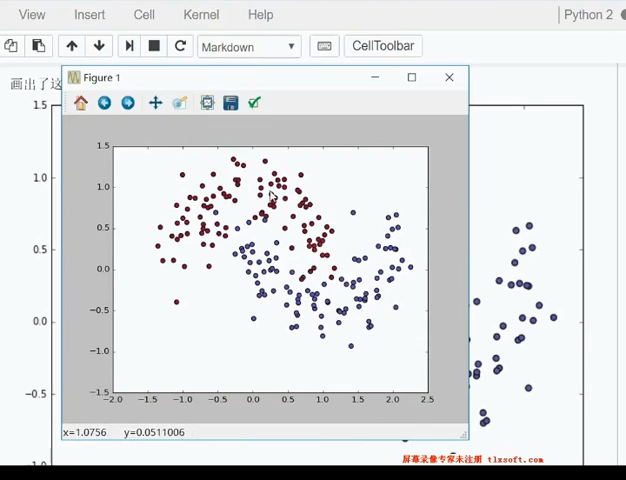 View Insert Cell Kernel Help Python 2
Markdown CellToolbar
画出了这
Figure 1
1.5
1.0
0.5
0.0
−0.5
−1.0
1.5
1.0
0.5
0.0
−0.5
−1.0
−1.5
−2.0 −1.5 −1.0 −0.5 0.0 0.5 1.0 1.5 2.0 2.5
x=1.0756 y=0.0511006
屏幕录像专家未注册 tlxsoft.com